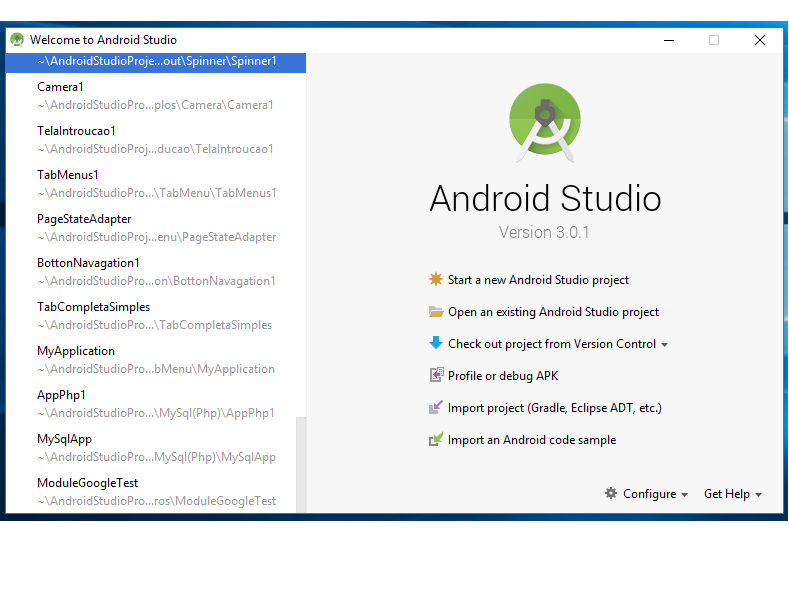 Welcome to Android Studio
~\AndroidStudioProje...out\Spinner\Spinner1
Camera1
~\AndroidStudioPro...plos\Camera\Camera1
TelaIntroucao1
~\AndroidStudioProj...ducao\TelaIntroucao1
TabMenus1
~\AndroidStudioPro...\TabMenu\TabMenus1
PageStateAdapter
~\AndroidStudioProj...enu\PageStateAdapter
BottonNavagation1
~\AndroidStudioPro...on\BottonNavagation1
TabCompletaSimples
~\AndroidStudioPro...\TabCompletaSimples
MyApplication
~\AndroidStudioPro...bMenu\MyApplication
AppPhp1
~\AndroidStudioPro...\MySql(Php)\AppPhp1
MySqlApp
~\AndroidStudioPro...MySql(Php)\MySqlApp
ModuleGoogleTest
~\AndroidStudioPro...ros\ModuleGoogleTest
Android Studio
Version 3.0.1
Start a new Android Studio project
Open an existing Android Studio project
Check out project from Version Control
Profile or debug APK
Import project (Gradle, Eclipse ADT, etc.)
Import an Android code sample
Configure
Get Help